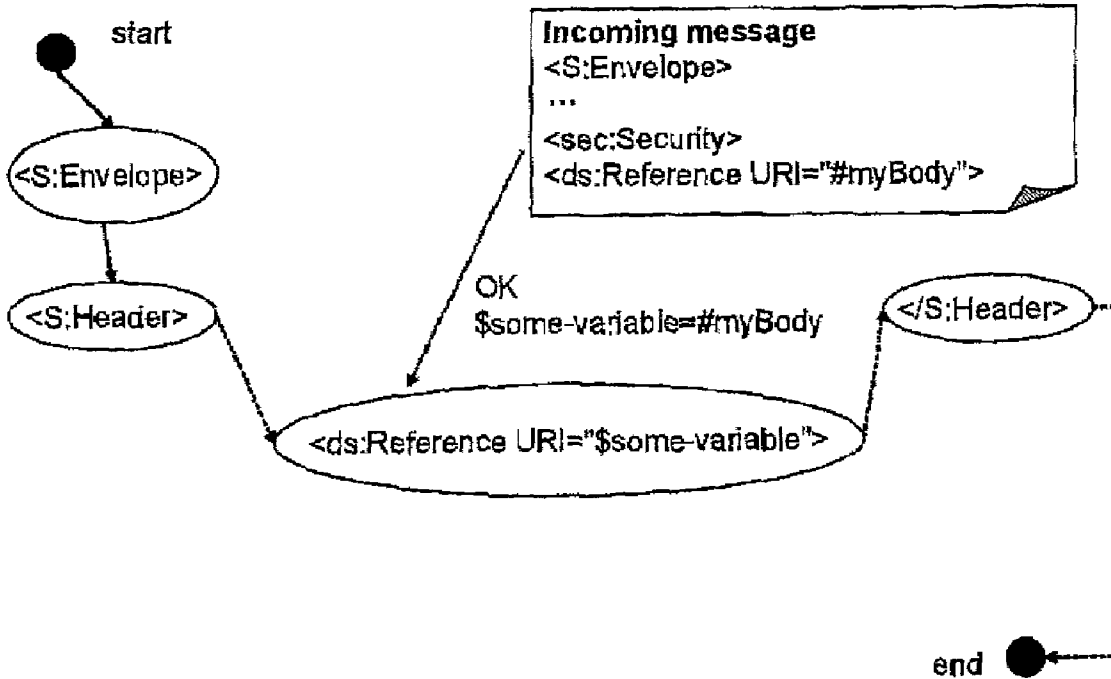 start
Incoming message
<S:Envelope>
...
<sec:Security>
<ds:Reference URI="#myBody">
<S:Envelope>
<S:Header>
OK
$some-variable=#myBody
</S:Header>
<ds:Reference URI="$some-variable">
end